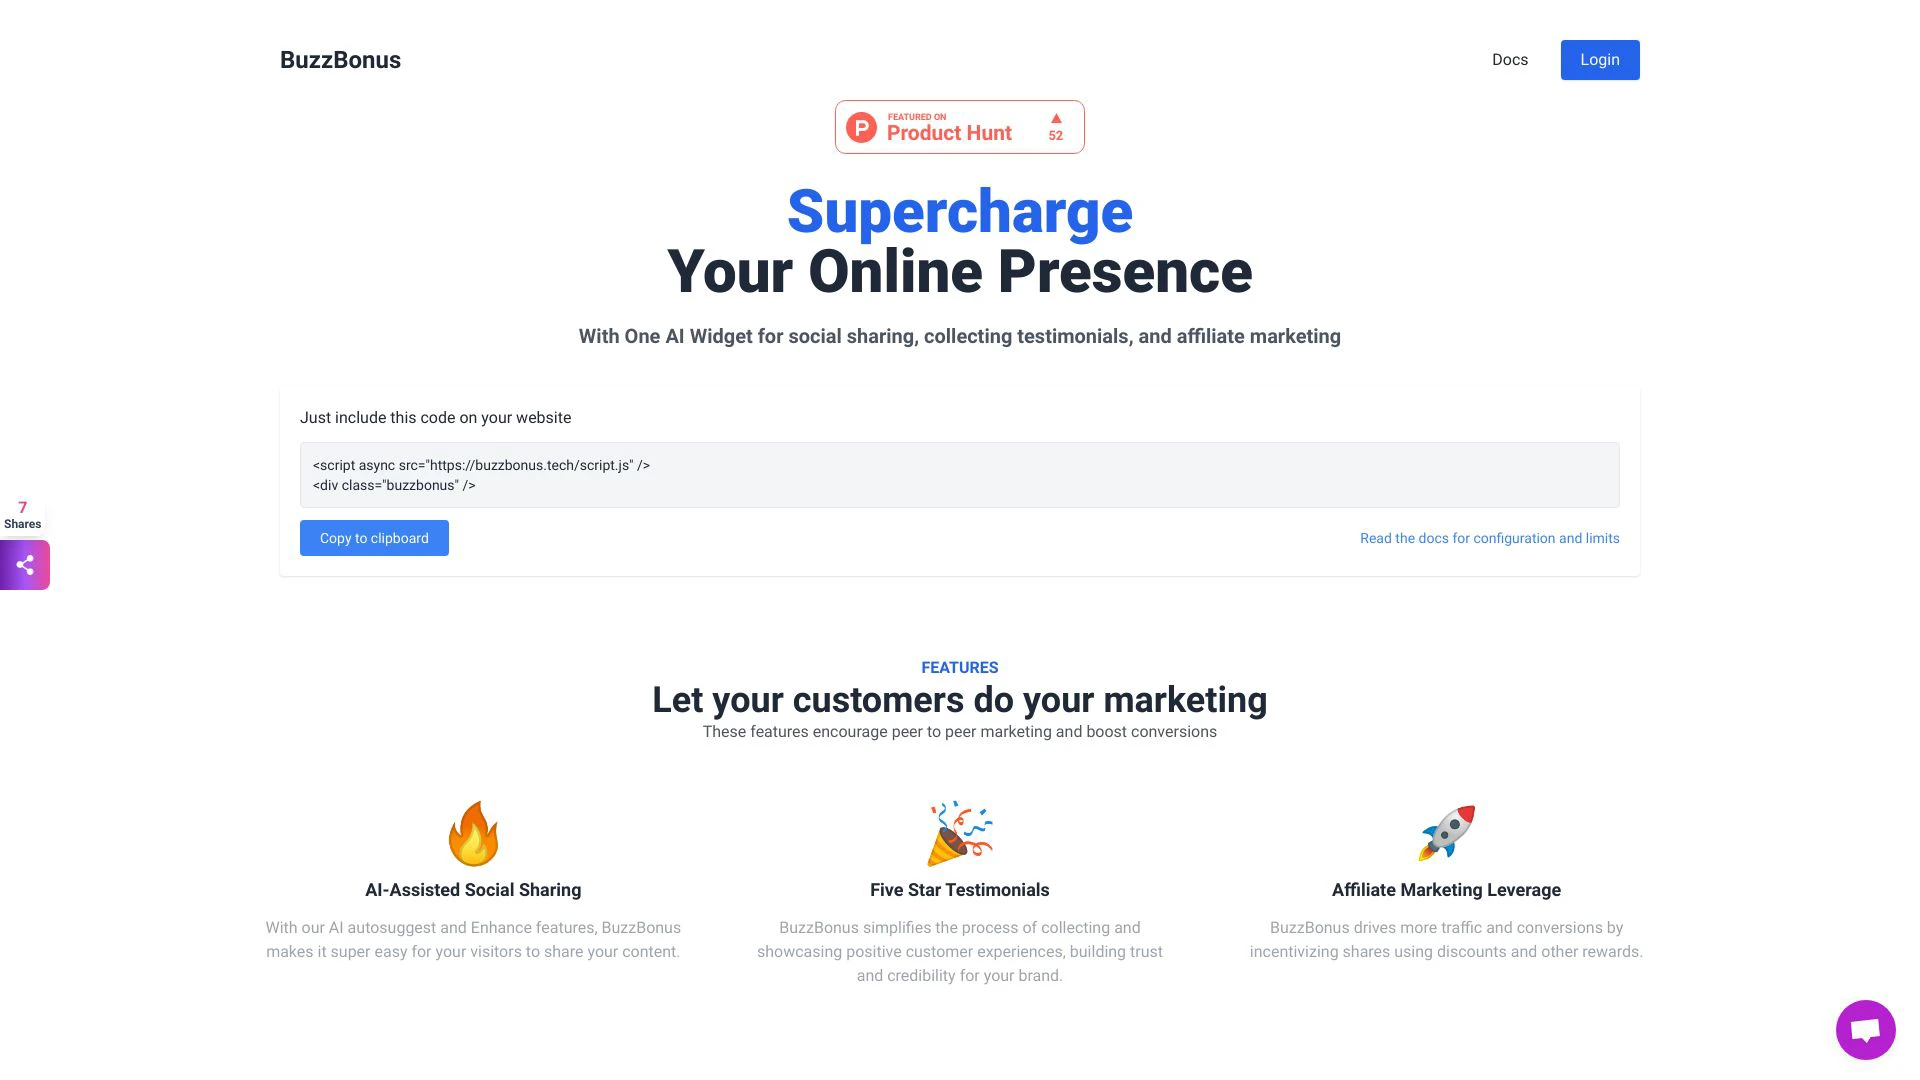 BuzzBonus
Docs
Login
FEATURED ON
Product Hunt
52
Supercharge
Your Online Presence
With One AI Widget for social sharing, collecting testimonials, and affiliate marketing
Just include this code on your website
<script async src="https://buzzbonus.tech/script.js" />
<div class="buzzbonus" />
7
Shares
Copy to clipboard
Read the docs for configuration and limits
FEATURES
Let your customers do your marketing
These features encourage peer to peer marketing and boost conversions
AI-Assisted Social Sharing
With our AI autosuggest and Enhance features, BuzzBonus
makes it super easy for your visitors to share your content.
Five Star Testimonials
BuzzBonus simplifies the process of collecting and
showcasing positive customer experiences, building trust
and credibility for your brand.
Affiliate Marketing Leverage
BuzzBonus drives more traffic and conversions by
incentivizing shares using discounts and other rewards.